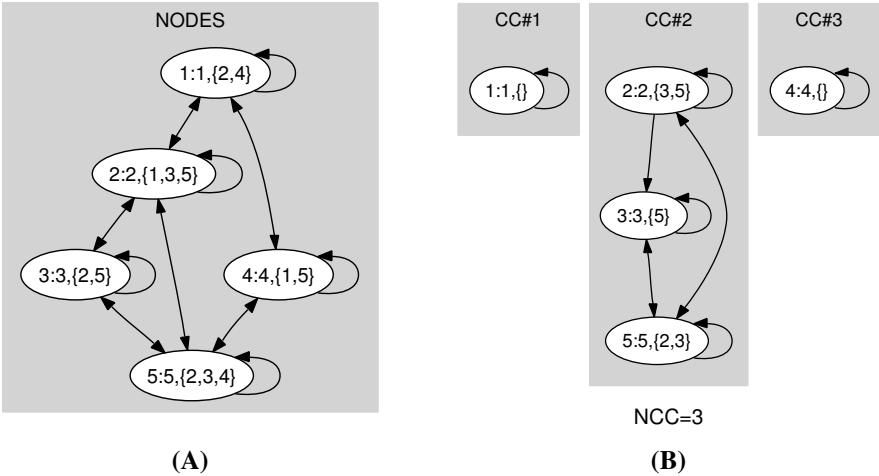 NODES
1:1,{2,4}
2:2,{1,3,5}
3:3,{2,5}
4:4,{1,5}
5:5,{2,3,4}
(A)
CC#1
1:1,{}
CC#2
2:2,{3,5}
3:3,{5}
5:5,{2,3}
CC#3
4:4,{}
NCC=3
(B)